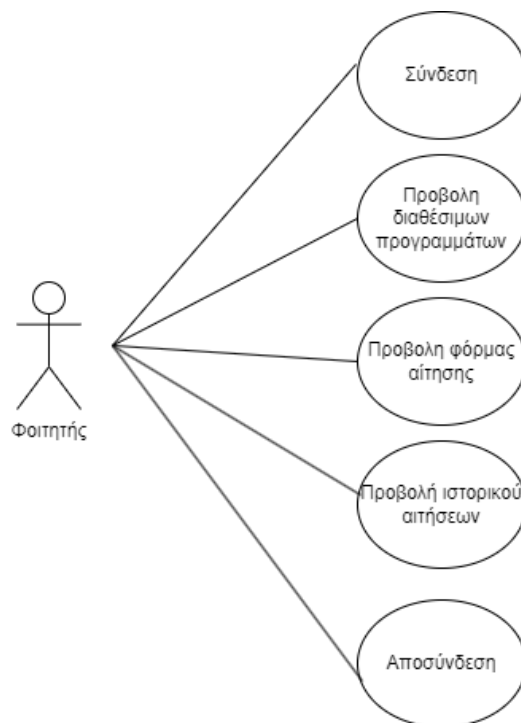 Σύνδεση
Προβολη
διαθέσιμων
προγραμμάτων
Προβολη φόρμας
αίτησης
Φοιτητής
Προβολή ιστορικού
αιτήσεων
Αποσύνδεση